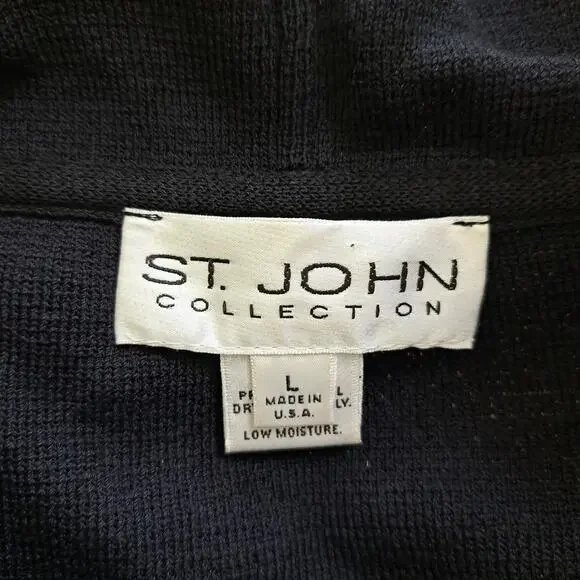 ST. JOHN
COLLECTION
L
MADE IN
U.S.A.
LOW MOISTURE.